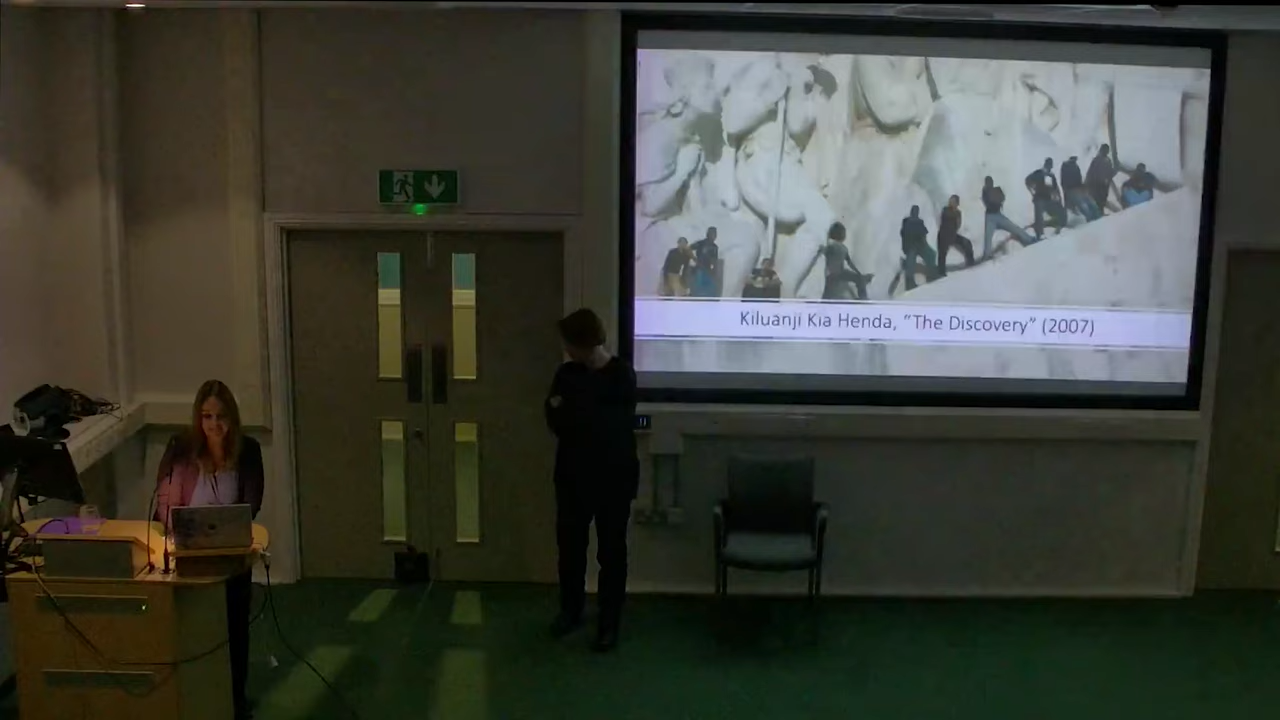 Kiluanji Kia Henda, “The Discovery” (2007)